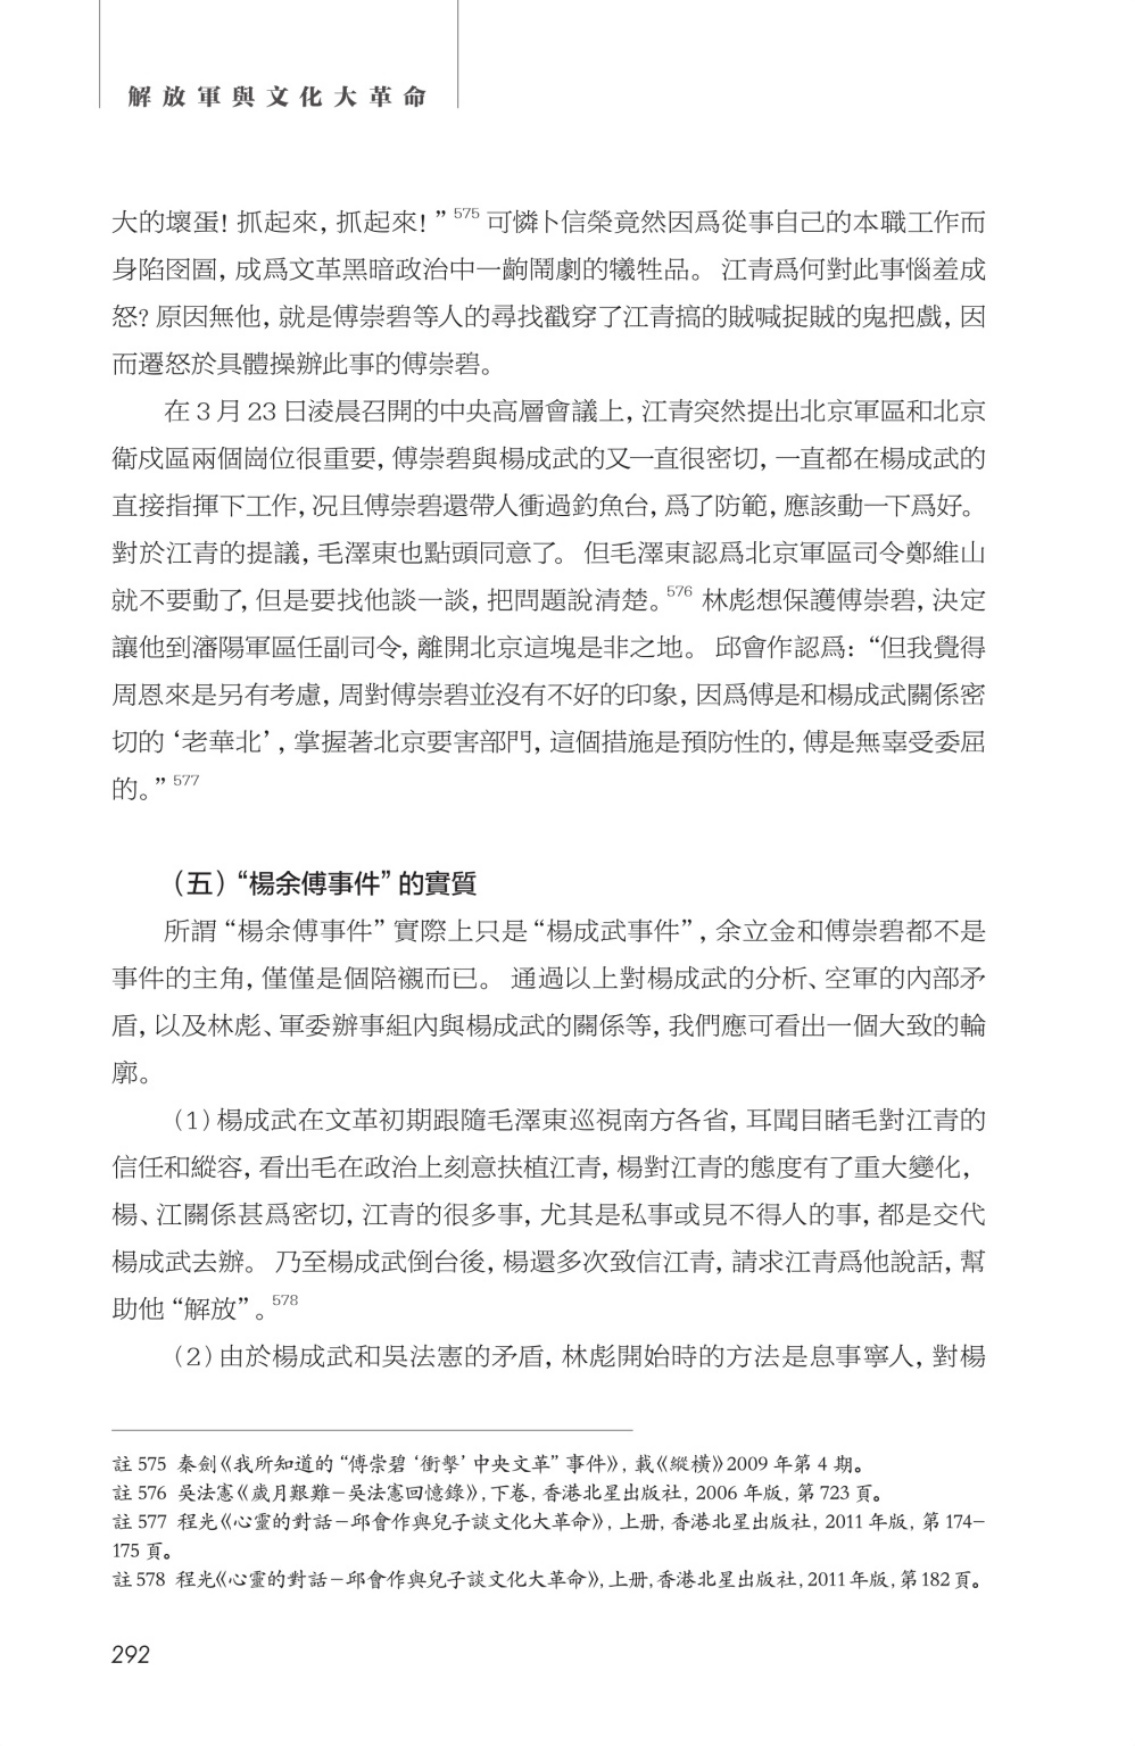 解放軍與文化大革命
大的壞蛋！抓起來，抓起來！”575 可憐卜信榮竟然因爲從事自己的本職工作而
身陷囹圄，成爲文革黑暗政治中一齣鬧劇的犧牲品。江青爲何對此事惱羞成
怒？原因無他，就是傅崇碧等人的尋找戳穿了江青搞的賊喊捉賊的鬼把戲，因
而遷怒於具體操辦此事的傅崇碧。
在 3 月 23 日淩晨召開的中央高層會議上，江青突然提出北京軍區和北京
衛戍區兩個崗位很重要，傅崇碧與楊成武的又一直很密切，一直都在楊成武的
直接指揮下工作，况且傅崇碧還帶人衝過釣魚台，爲了防範，應該動一下爲好。
對於江青的提議，毛澤東也點頭同意了。但毛澤東認爲北京軍區司令鄭維山
就不要動了，但是要找他談一談，把問題說清楚。576 林彪想保護傅崇碧，決定
讓他到瀋陽軍區任副司令，離開北京這塊是非之地。邱會作認爲：“但我覺得
周恩來是另有考慮，周對傅崇碧並沒有不好的印象，因爲傅是和楊成武關係密
切的‘老華北’，掌握著北京要害部門，這個措施是預防性的，傅是無辜受委屈
的。”577
（五）“楊余傅事件”的實質
所謂“楊余傅事件”實際上只是“楊成武事件”，余立金和傅崇碧都不是
事件的主角，僅僅是個陪襯而已。通過以上對楊成武的分析、空軍的內部矛
盾，以及林彪、軍委辦事組內與楊成武的關係等，我們應可看出一個大致的輪
廓。
（1）楊成武在文革初期跟隨毛澤東巡視南方各省，耳聞目睹毛對江青的
信任和縱容，看出毛在政治上刻意扶植江青，楊對江青的態度有了重大變化，
楊、江關係甚爲密切，江青的很多事，尤其是私事或見不得人的事，都是交代
楊成武去辦。乃至楊成武倒台後，楊還多次致信江青，請求江青爲他說話，幫
助他“解放”。578
（2）由於楊成武和吳法憲的矛盾，林彪開始時的方法是息事寧人，對楊
註 575 秦劍《我所知道的“傅崇碧‘衝擊’中央文革”事件》，載《縱橫》2009 年第 4 期。
註 576 吳法憲《歲月艱難－吳法憲回憶錄》，下卷，香港北星出版社，2006 年版，第 723 頁。
註 577 程光《心靈的對話－邱會作與兒子談文化大革命》，上册，香港北星出版社，2011 年版，第 174-
175 頁。
註 578 程光《心靈的對話－邱會作與兒子談文化大革命》，上册，香港北星出版社，2011 年版，第 182 頁。
292